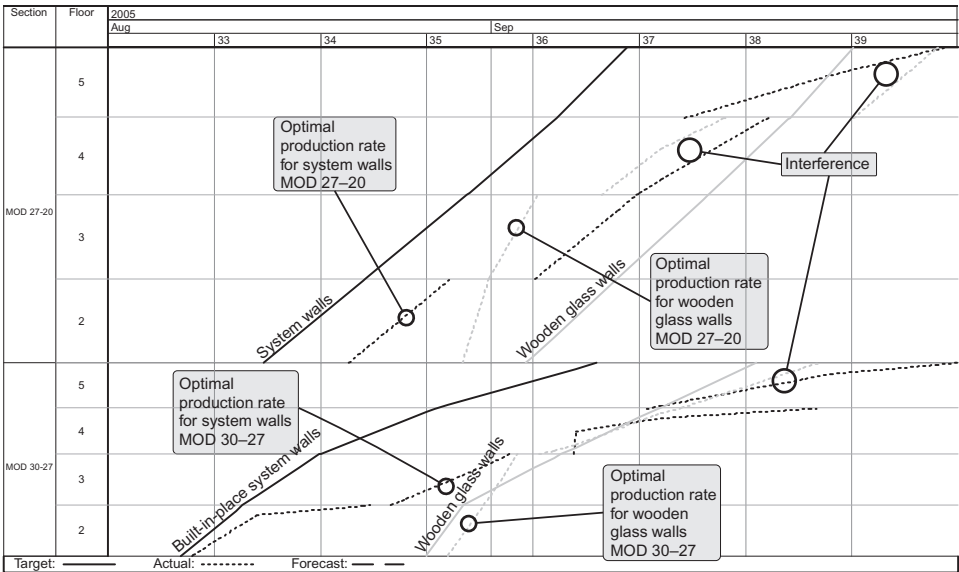 Section Floor 2005
Aug Sep
33 34 35 36 37 38 39
MOD 27-20
5
4
3
2
Optimal
production rate
for system walls
MOD 27–20
Interference
System walls
Wooden glass walls
Optimal
production rate
for wooden
glass walls
MOD 27–20
MOD 30-27
5
4
3
2
Optimal
production rate
for system walls
MOD 30–27
Built-in-place system walls
Wooden glass walls
Optimal
production rate
for wooden
glass walls
MOD 30–27
Target: Actual: Forecast: